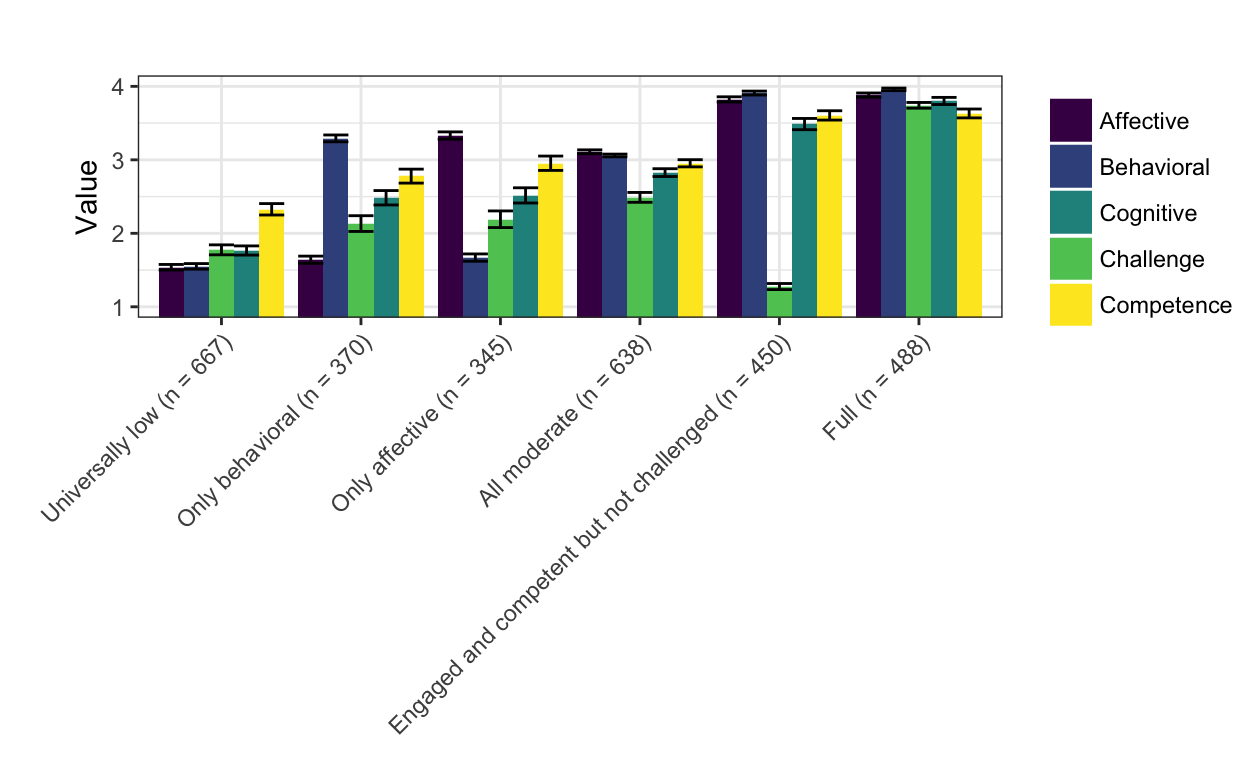 Value
4
3
2
1
Universally low (n = 667)
Only behavioral (n = 370)
Only affective (n = 345)
All moderate (n = 638)
Engaged and competent but not challenged (n = 450)
Full (n = 488)
Affective
Behavioral
Cognitive
Challenge
Competence